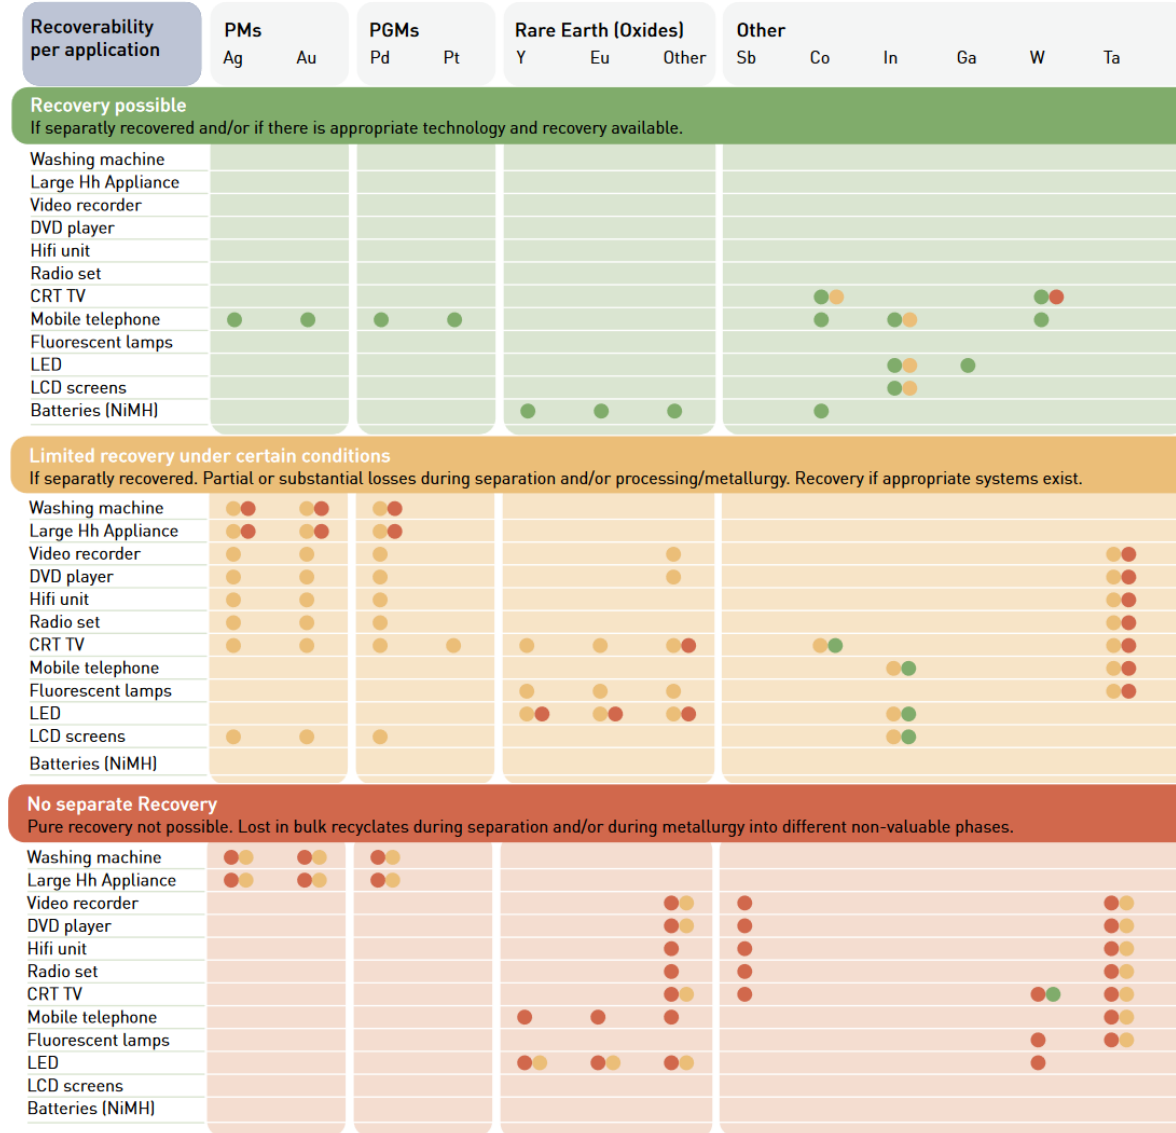 Recoverability per application
PMs
PGMs
Rare Earth (Oxides)
Other
Ag Au Pd Pt Y Eu Other Sb Co In Ga W Ta
Recovery possible
If separatly recovered and/or if there is appropriate technology and recovery available.
Washing machine
Large Hh Appliance
Video recorder
DVD player
Hifi unit
Radio set
CRT TV
Mobile telephone
Fluorescent lamps
LED
LCD screens
Batteries (NiMH)
Limited recovery under certain conditions
If separatly recovered. Partial or substantial losses during separation and/or processing/metallurgy. Recovery if appropriate systems exist.
Washing machine
Large Hh Appliance
Video recorder
DVD player
Hifi unit
Radio set
CRT TV
Mobile telephone
Fluorescent lamps
LED
LCD screens
Batteries (NiMH)
No separate Recovery
Pure recovery not possible. Lost in bulk recyclates during separation and/or during metallurgy into different non-valuable phases.
Washing machine
Large Hh Appliance
Video recorder
DVD player
Hifi unit
Radio set
CRT TV
Mobile telephone
Fluorescent lamps
LED
LCD screens
Batteries (NiMH)